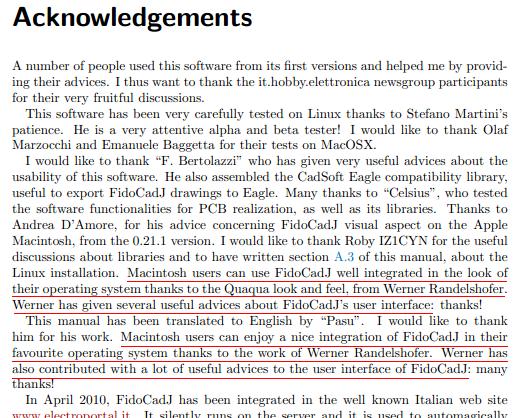 Acknowledgements
A number of people used this software from its first versions and helped me by provid-
ing their advices. I thus want to thank the it.hobby.elettronica newsgroup participants
for their very fruitful discussions.
This software has been very carefully tested on Linux thanks to Stefano Martini's
patience. He is a very attentive alpha and beta tester! I would like to thank Olaf
Marzocchi and Emanuele Baggetta for their tests on MacOSX.
I would like to thank "F. Bertolazzi" who has given very useful advices about the
usability of this software. He also assembled the CadSoft Eagle compatibility library,
useful to export FidoCadJ drawings to Eagle. Many thanks to "Celsius", who tested
the software functionalities for PCB realization, as well as its libraries. Thanks to
Andrea D'Amore, for his advice concerning FidoCadJ visual aspect on the Apple
Macintosh, from the 0.21.1 version. I would like to thank Roby IZ1CYN for the useful
discussions about libraries and to have written section A.3 of this manual, about the
Linux installation. Macintosh users can use FidoCadJ well integrated in the look of
their operating system thanks to the Quaqua look and feel, from Werner Randelshofer.
Werner has given several useful advices about FidoCadJ's user interface: thanks!
This manual has been translated to English by "Pasu". I would like to thank
him for his work. Macintosh users can enjoy a nice integration of FidoCadJ in their
favourite operating system thanks to the work of Werner Randelshofer. Werner has
also contributed with a lot of useful advices to the user interface of FidoCadJ: many
thanks!
In April 2010, FidoCadJ has been integrated in the well known Italian web site
www.electroportal.it. It silently runs on the server and it is used to automagically